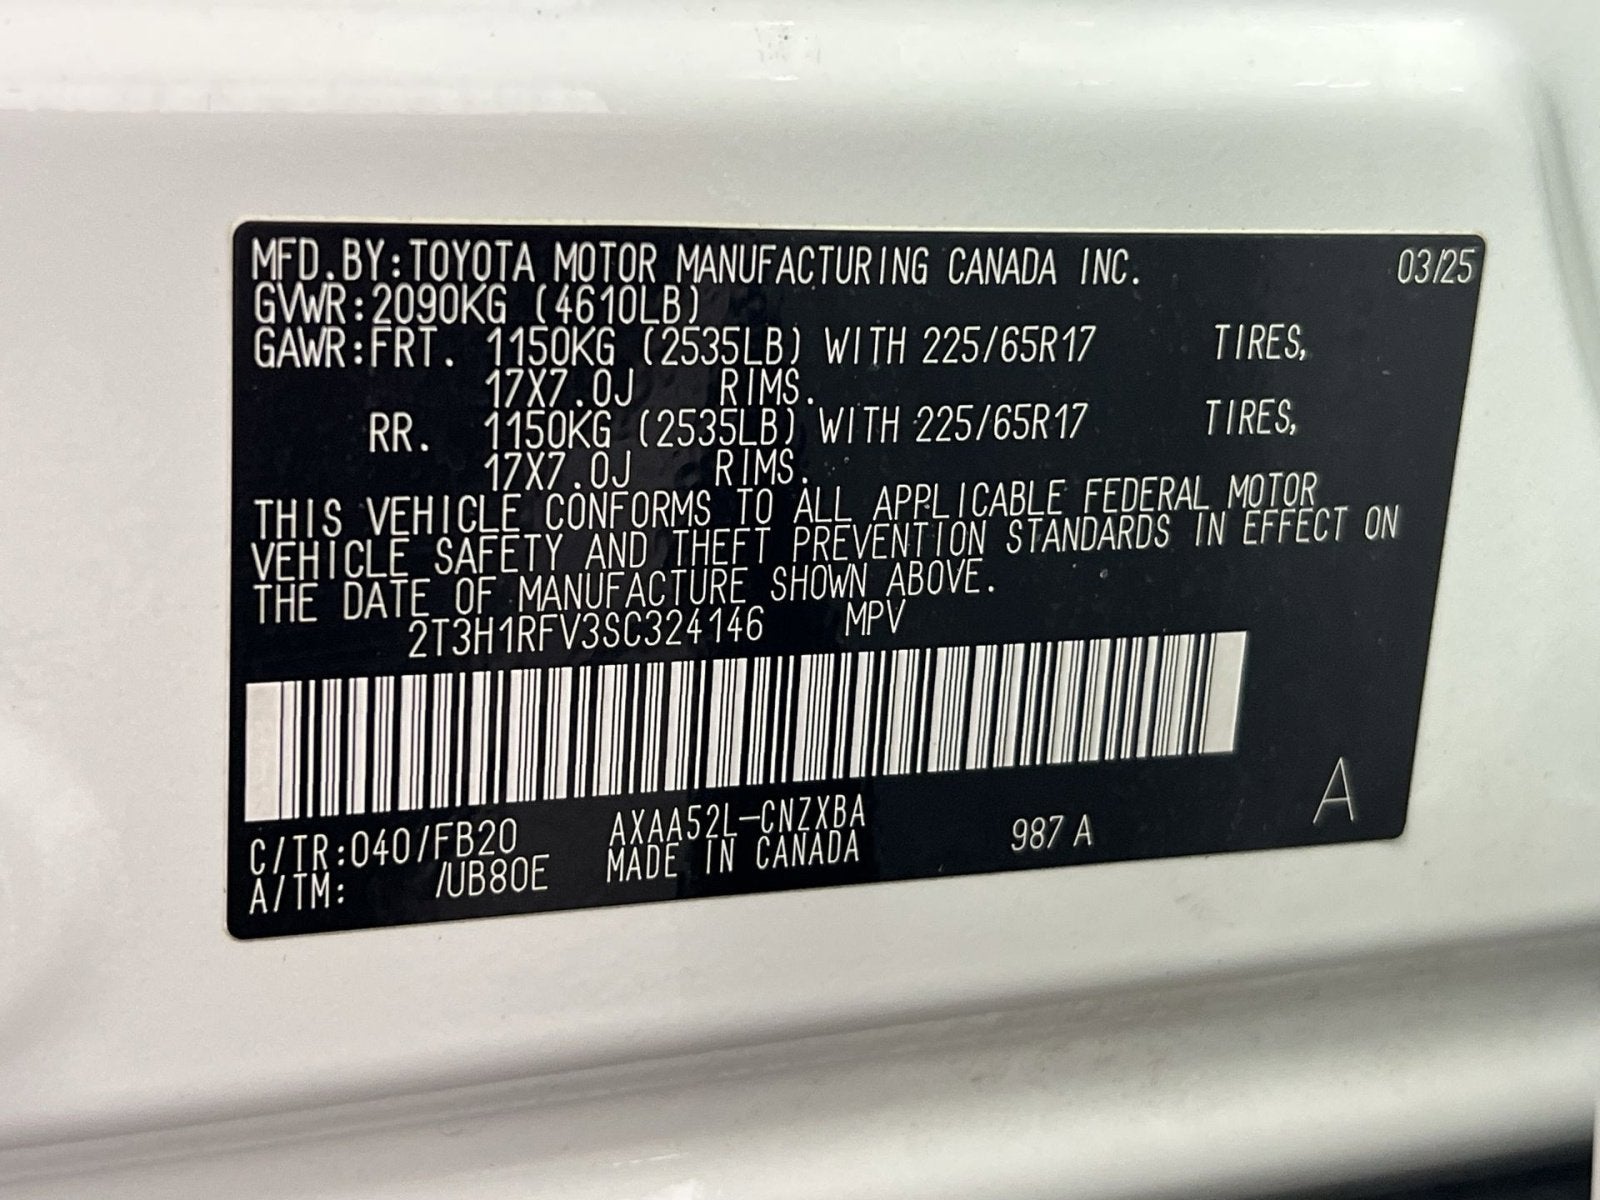 MFD.BY:TOYOTA MOTOR MANUFACTURING CANADA INC. 03/25
GVWR:2090KG (4610LB)
GAWR:FRT. 1150KG (2535LB) WITH 225/65R17 TIRES,
17X7.0J RIMS.
RR. 1150KG (2535LB) WITH 225/65R17 TIRES,
17X7.0J RIMS.
THIS VEHICLE CONFORMS TO ALL APPLICABLE FEDERAL MOTOR
VEHICLE SAFETY AND THEFT PREVENTION STANDARDS IN EFFECT ON
THE DATE OF MANUFACTURE SHOWN ABOVE.
2T3H1RFV3SC324146 MPV
C/TR:040/FB20 AXAA52L-CNZXBA 987 A A
A/TM: /UB80E MADE IN CANADA